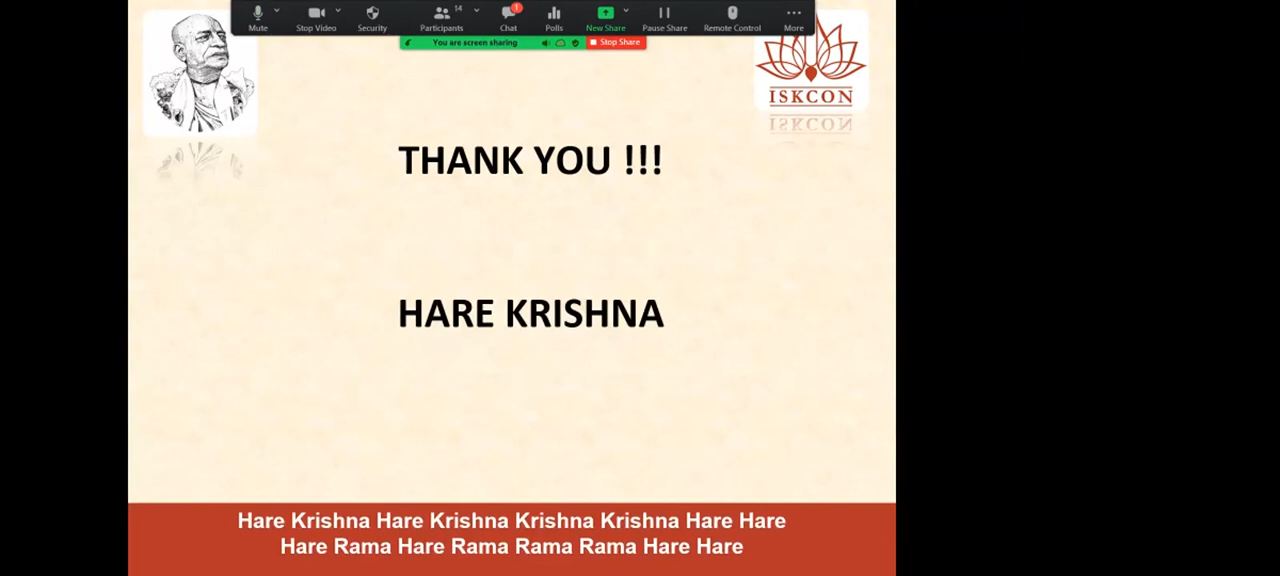 14
1
Mute
Stop Video
Security
Participants
Chat
Polls
New Share
Pause Share
Remote Control
More
You are screen sharing
Stop Share
ISKCON
THANK YOU !!!
HARE KRISHNA
Hare Krishna Hare Krishna Krishna Krishna Hare Hare
Hare Rama Hare Rama Rama Rama Hare Hare